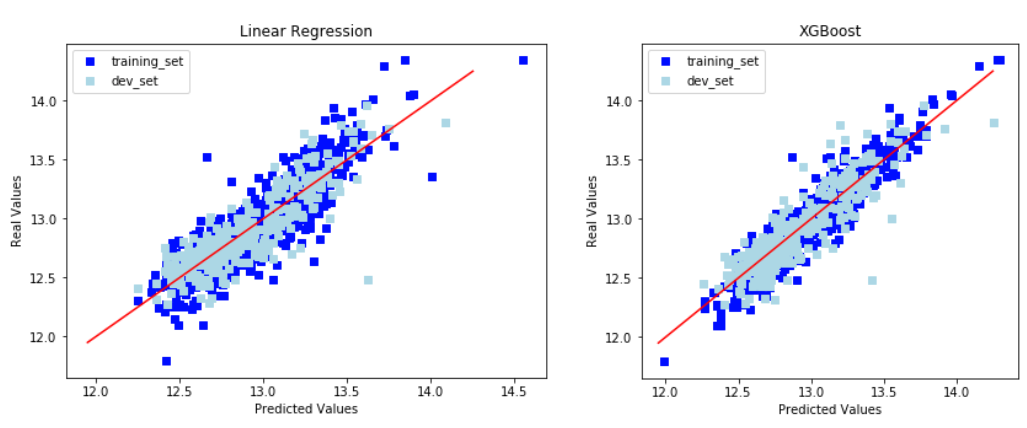 Linear Regression
training_set
dev_set
14.0
13.5
13.0
12.5
12.0
Real Values
12.0 12.5 13.0 13.5 14.0 14.5
Predicted Values
XGBoost
training_set
dev_set
14.0
13.5
13.0
12.5
12.0
Real Values
12.0 12.5 13.0 13.5 14.0
Predicted Values